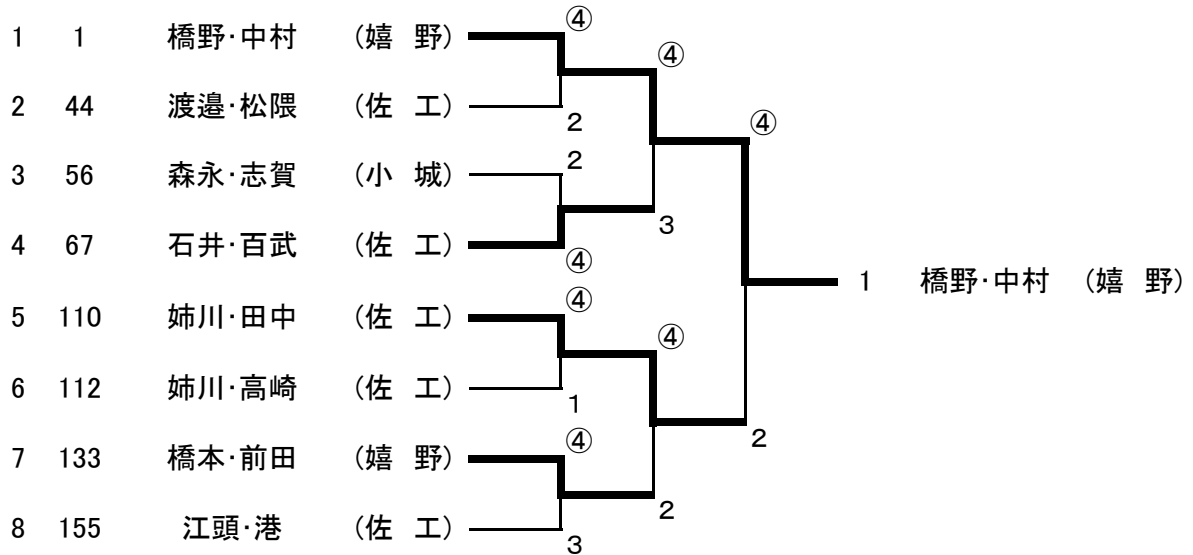 ④
1 1 橋野･中村 (嬉 野)
④
2 44 渡邉･松隈 (佐 工)
2
④
2
3 56 森永･志賀 (小 城)
3
4 67 石井･百武 (佐 工)
④
1 橋野･中村 (嬉 野)
④
5 110 姉川･田中 (佐 工)
④
6 112 姉川･高崎 (佐 工)
1
2
④
7 133 橋本･前田 (嬉 野)
2
8 155 江頭･港 (佐 工)
3